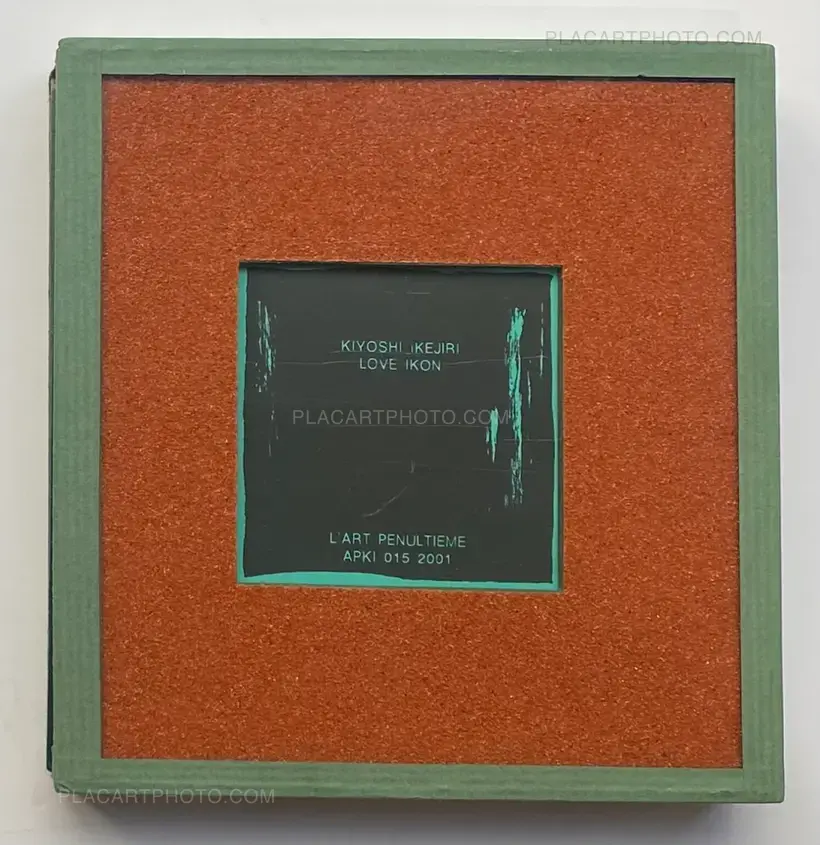 PLACARTPHOTO.COM
KIYOSHI IKEJIRI
LOVE IKON
PLACARTPHOTO.COM
L'ART PENULTIEME
APKI 015 2001
PLACARTPHOTO.COM